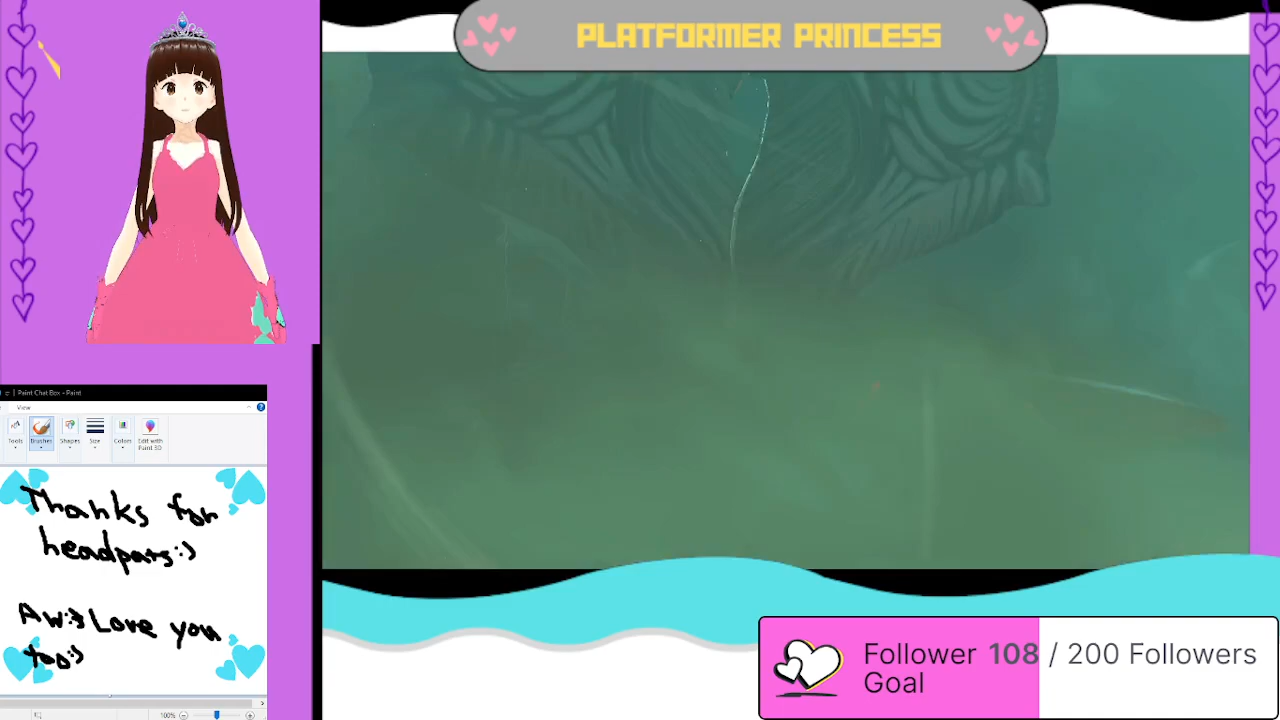 PLATFORMER PRINCESS
Paint Chat Box - Paint
View
Tools
Brushes
Shapes
Size
Colors
Edit with
Paint 3D
Thanks for
headpats:)
Aw:) Love you
too:)
100%
Follower 108 / 200 Followers
Goal